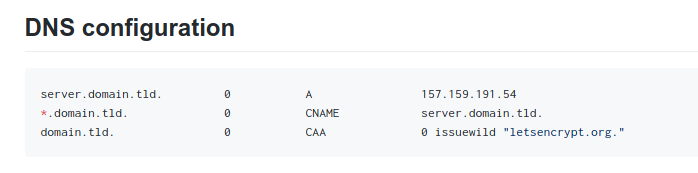 DNS configuration
server.domain.tld. 0 A 157.159.191.54
*.domain.tld. 0 CNAME server.domain.tld.
domain.tld. 0 CAA 0 issuewild "letsencrypt.org."